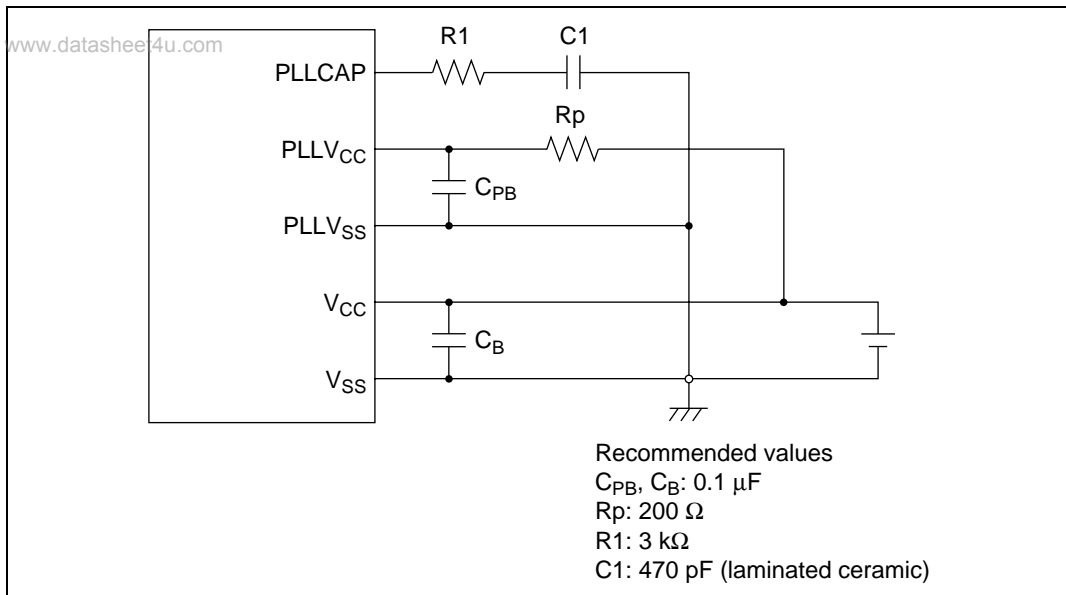 www.datasheet4u.com
R1
C1
PLLCAP
Rp
PLLVCC
CPB
PLLVSS
VCC
CB
VSS
Recommended values
CPB, CB: 0.1 μF
Rp: 200 Ω
R1: 3 kΩ
C1: 470 pF (laminated ceramic)